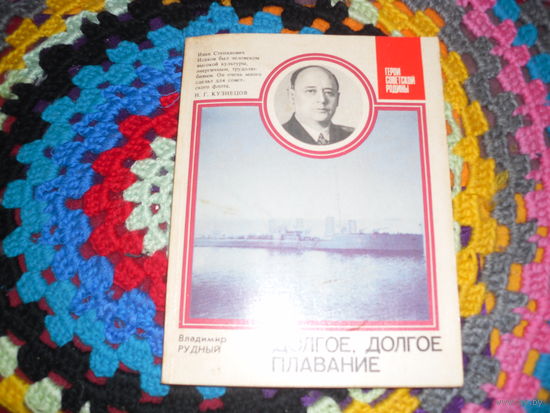 Иван Степанович
Исаков был человеком
высокой культуры,
энергичным, трудолю-
бивым. Он очень много
сделал для совет-
ского флота.
Н. Г. КУЗНЕЦОВ
ГЕРОИ
СОВЕТСКОЙ
РОДИНЫ
Владимир
РУДНЫЙ
ДОЛГОЕ, ДОЛГОЕ
ПЛАВАНИЕ